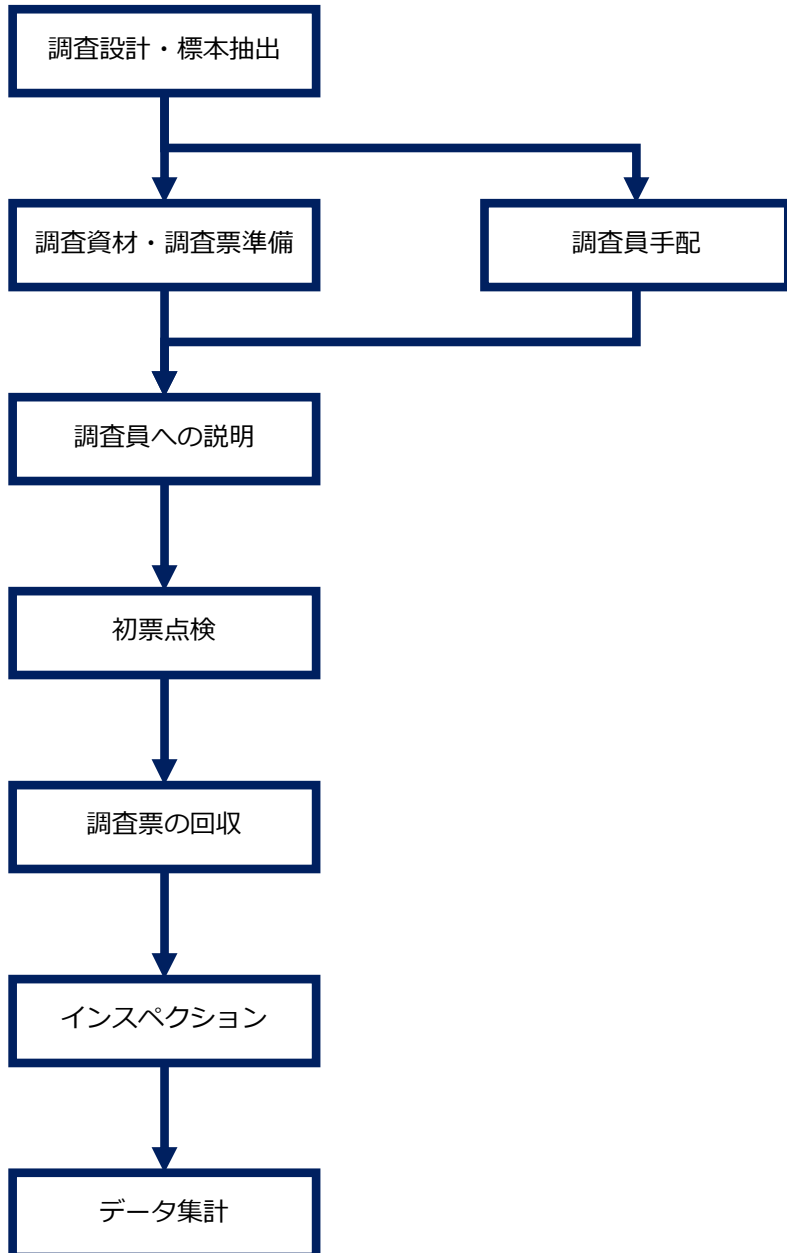 調査設計・標本抽出
調査資材・調査票準備
調査員手配
調査員への説明
初票点検
調査票の回収
インスペクション
データ集計